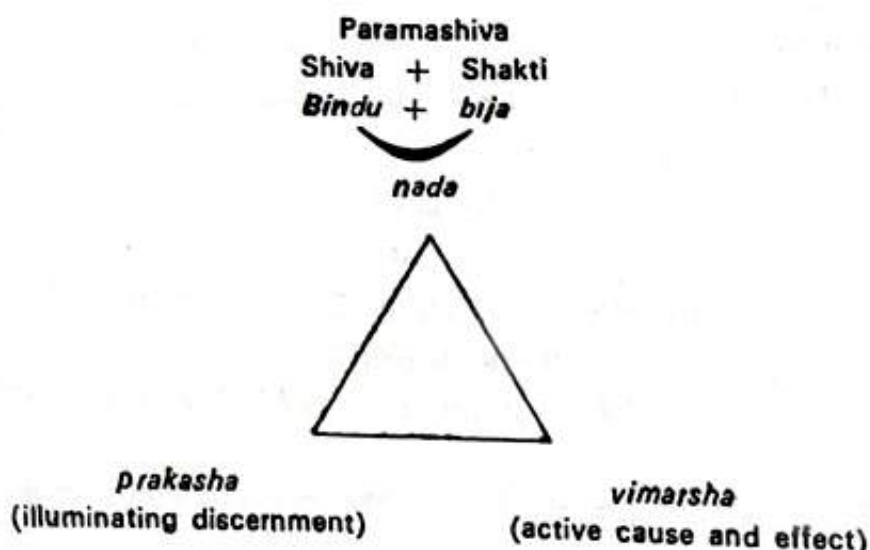 Paramashiva
Shiva + Shakti
Bindu + bija
nada
prakasha
(illuminating discernment)
vimarsha
(active cause and effect)